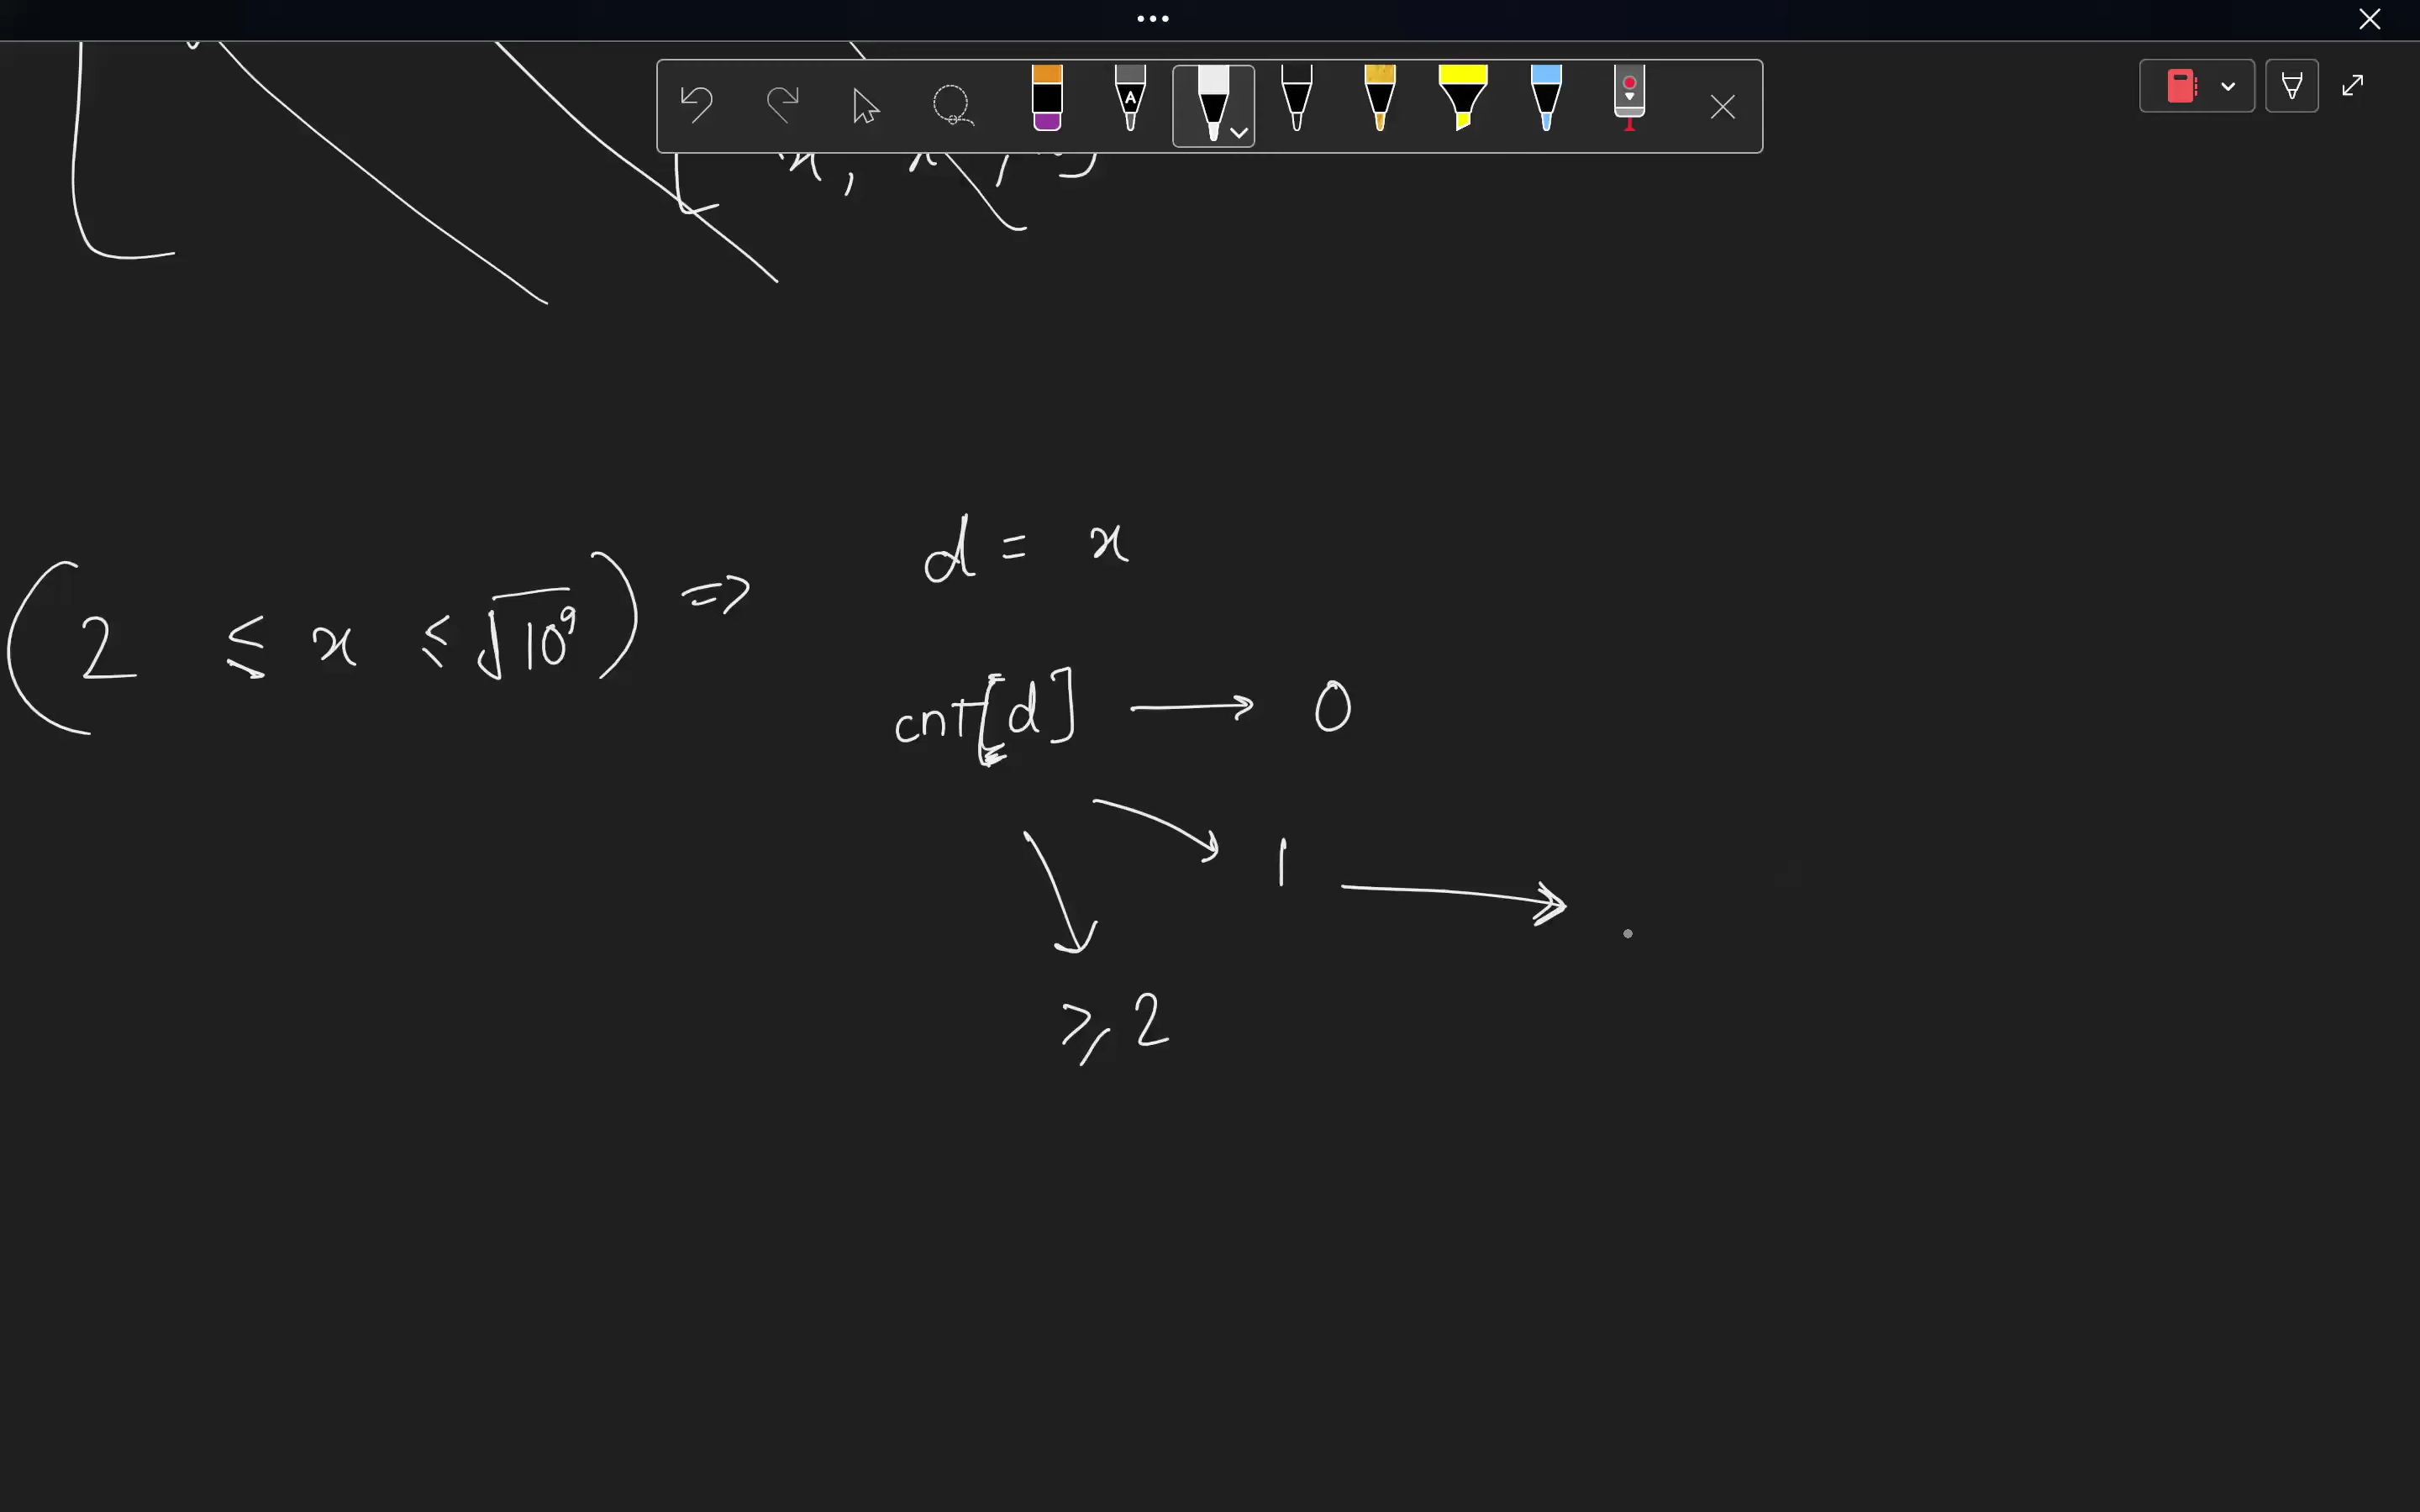 d = x
(2 ≤ x ≤ √10⁹) ⇒
cnt[d] → 0
1 →
≥ 2